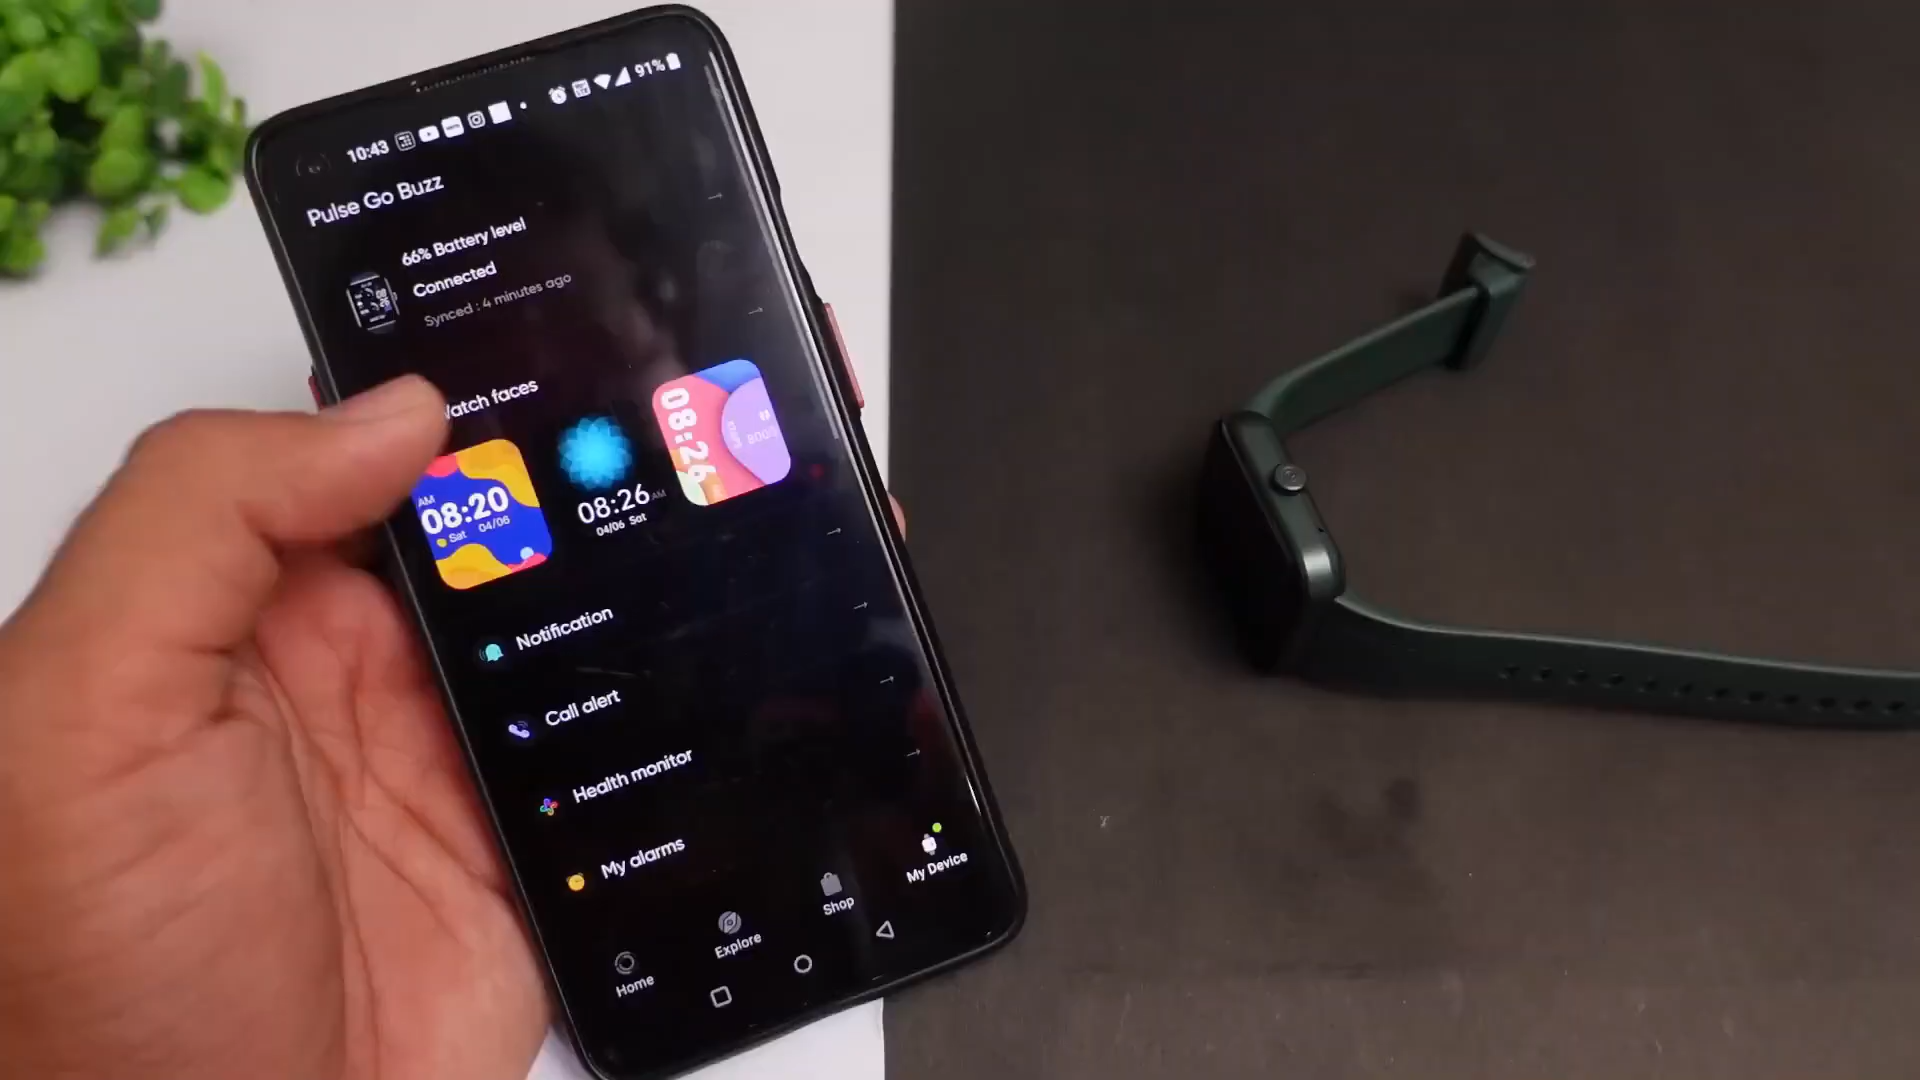 10:43
91%
Pulse Go Buzz
66% Battery level
Connected
Synced : 4 minutes ago
Watch faces
AM
08:20
Sat 04/06
08:26 AM
04/06 Sat
08:26
Notification
Call alert
Health monitor
My alarms
Home
Explore
Shop
My Device